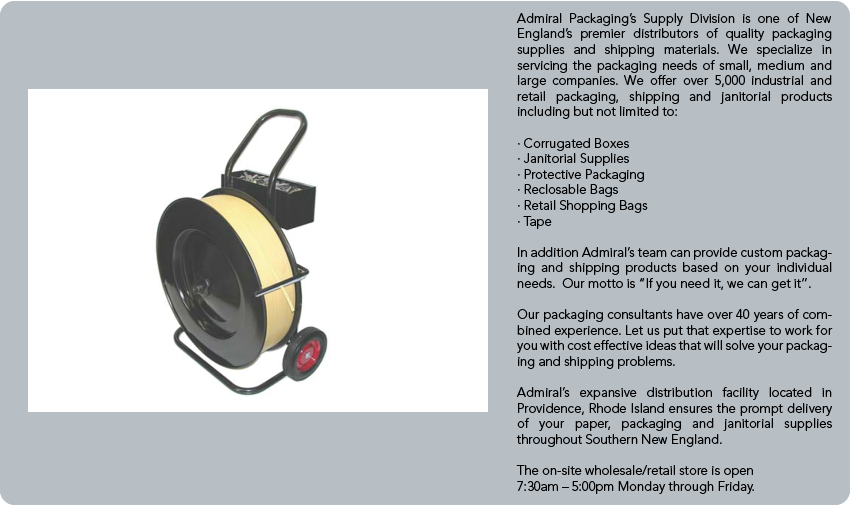 Admiral Packaging's Supply Division is one of New
England's premier distributors of quality packaging
supplies and shipping materials. We specialize in
servicing the packaging needs of small, medium and
large companies. We offer over 5,000 industrial and
retail packaging, shipping and janitorial products
including but not limited to:
· Corrugated Boxes
· Janitorial Supplies
· Protective Packaging
· Reclosable Bags
· Retail Shopping Bags
· Tape
In addition Admiral's team can provide custom packag-
ing and shipping products based on your individual
needs.  Our motto is "If you need it, we can get it".
Our packaging consultants have over 40 years of com-
bined experience. Let us put that expertise to work for
you with cost effective ideas that will solve your packag-
ing and shipping problems.
Admiral's expansive distribution facility located in
Providence, Rhode Island ensures the prompt delivery
of your paper, packaging and janitorial supplies
throughout Southern New England.
The on-site wholesale/retail store is open
7:30am – 5:00pm Monday through Friday.